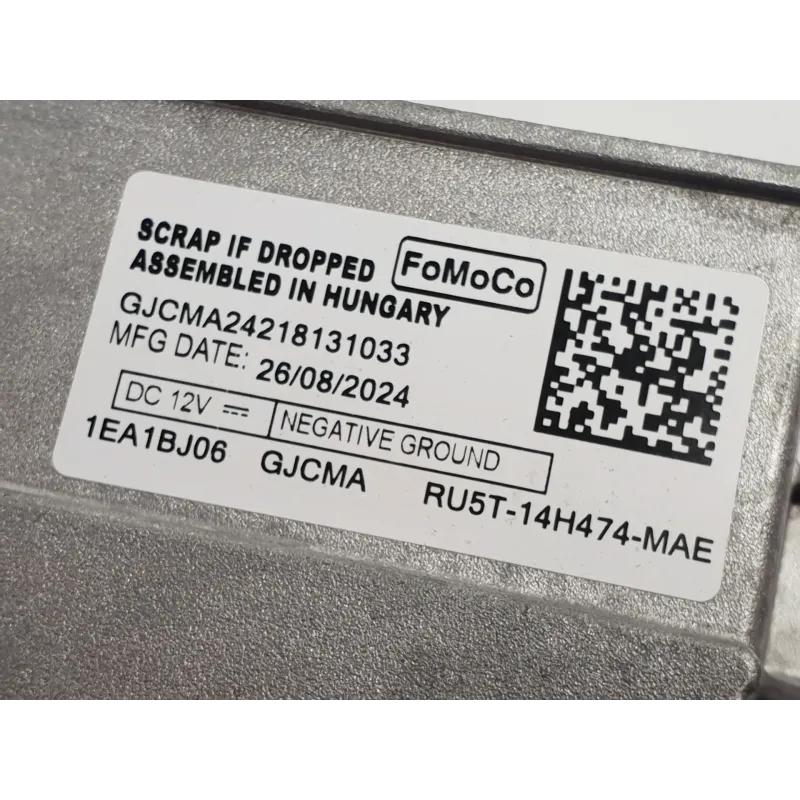 SCRAP IF DROPPED
ASSEMBLED IN HUNGARY
FoMoCo
GJCMA24218131033
MFG DATE: 26/08/2024
DC 12V ⎓ NEGATIVE GROUND
1EA1BJ06 GJCMA RU5T-14H474-MAE